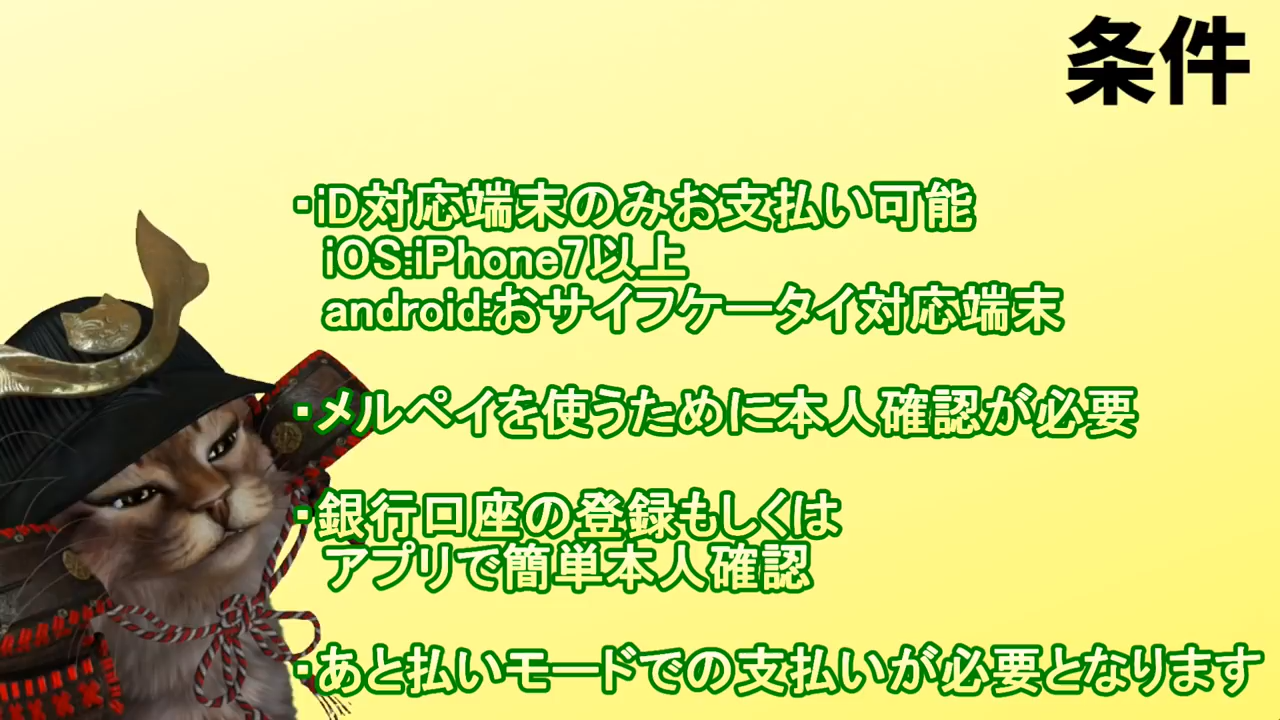 条件
・iD対応端末のみお支払い可能
iOS:iPhone7以上
android:おサイフケータイ対応端末
・メルペイを使うために本人確認が必要
・銀行口座の登録もしくは
アプリで簡単本人確認
・あと払いモードでの支払いが必要となります